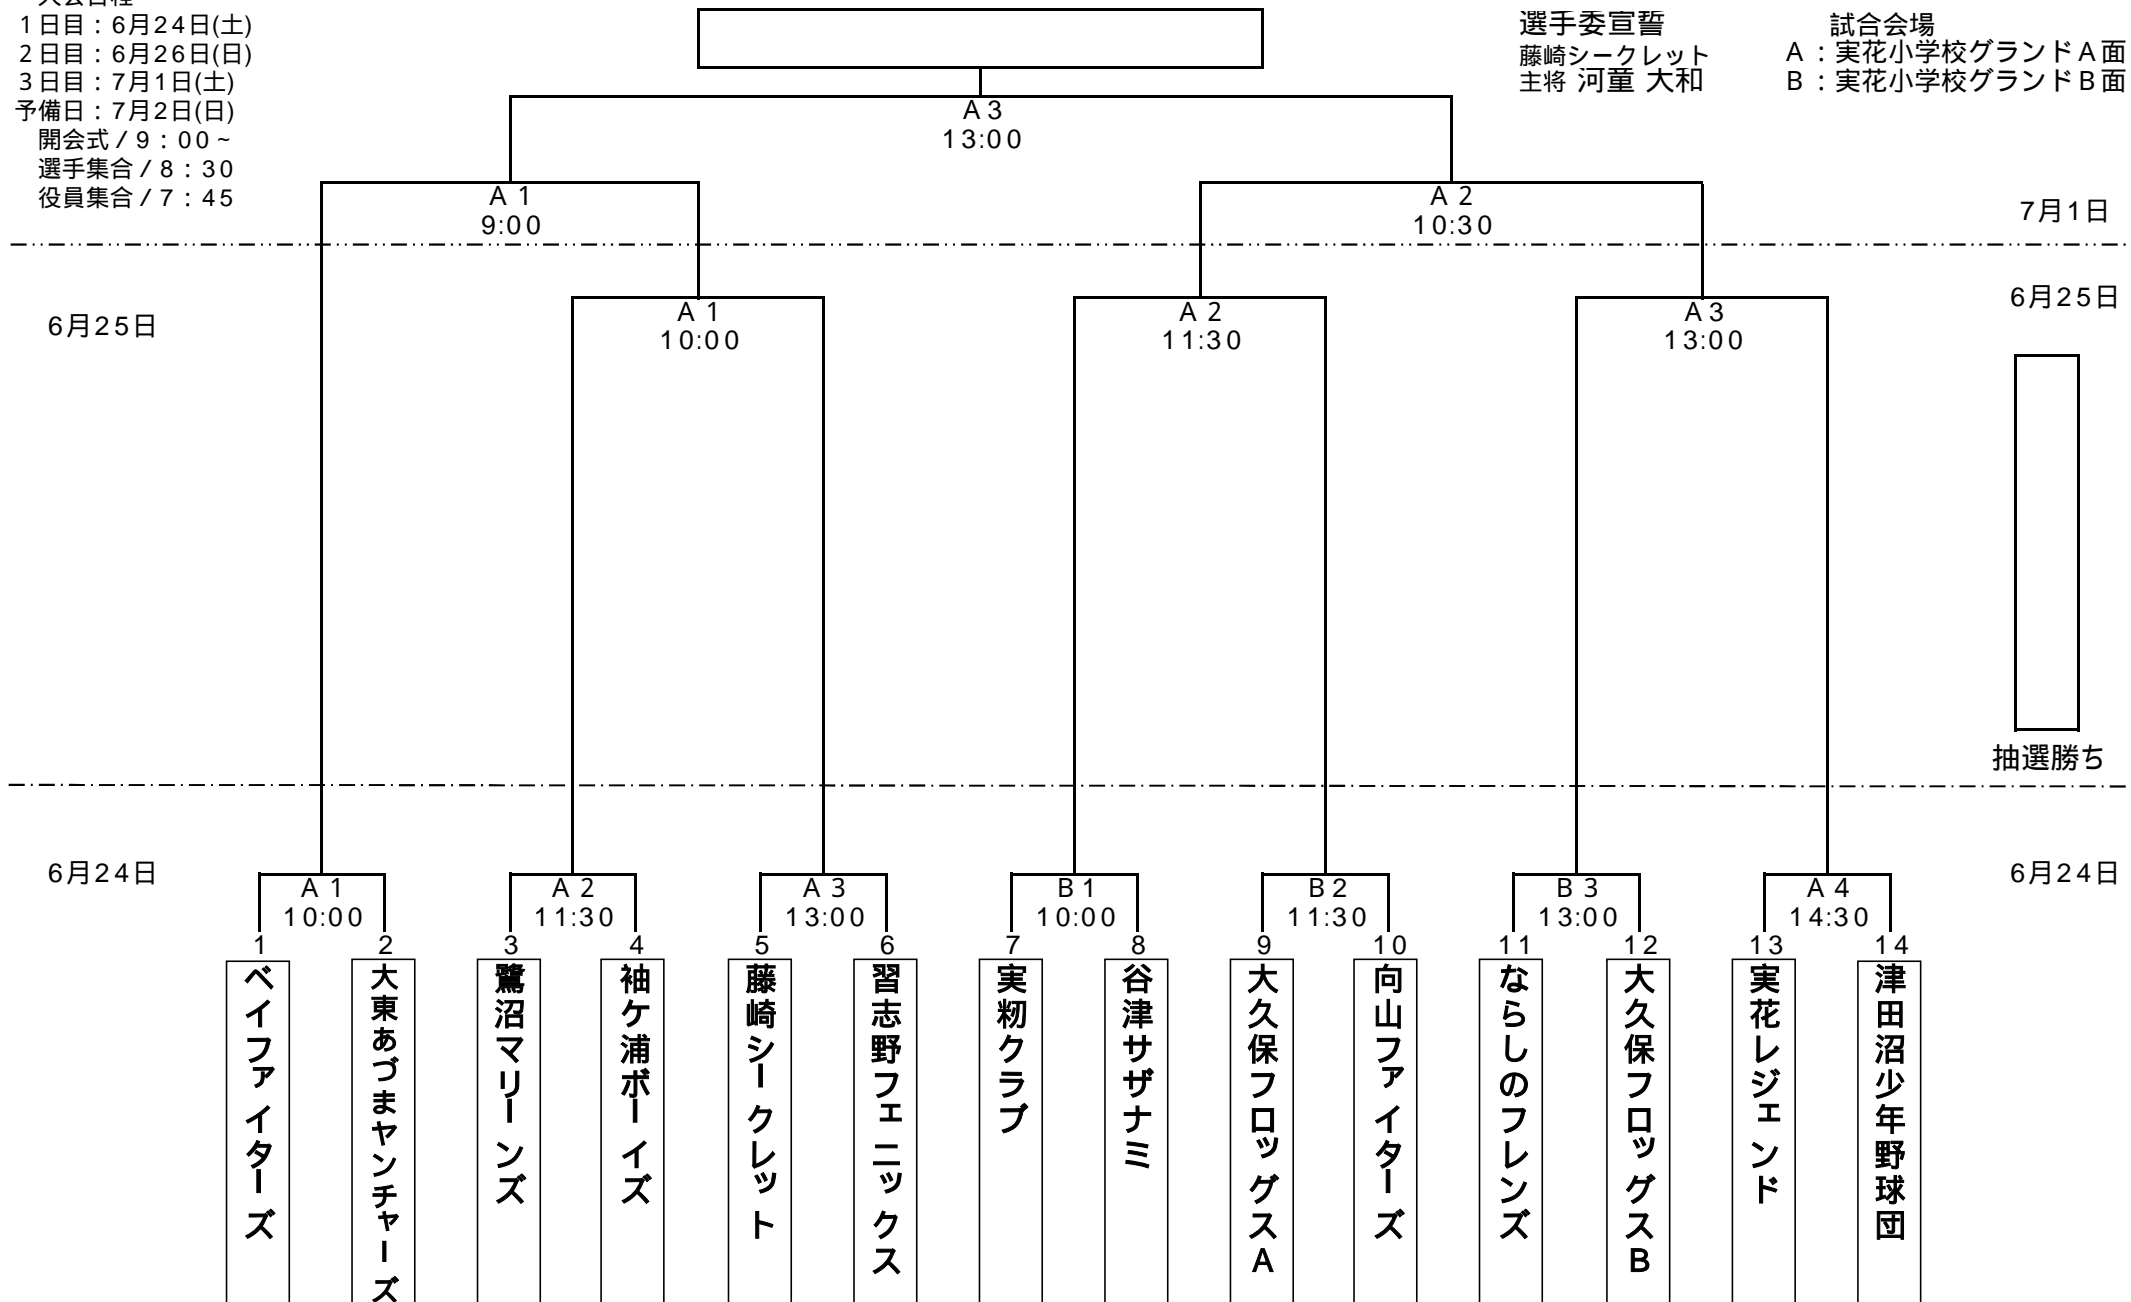 大会日程
1日目：6月24日(土)
2日目：6月26日(日)
3日目：7月1日(土)
予備日：7月2日(日)
開会式/9：00~
選手集合/8：30
役員集合/7：45
選手委宣誓
藤崎シークレット
主将 河童 大和
試合会場
A：実花小学校グランドA面
B：実花小学校グランドB面
A3
13:00
A1
9:00
A2
10:30
7月1日
6月25日
A1
10:00
A2
11:30
A3
13:00
6月25日
抽選勝ち
6月24日
A1
10:00
A2
11:30
A3
13:00
B1
10:00
B2
11:30
B3
13:00
A4
14:30
6月24日
1
ベイファイターズ
2
大東あづまヤンチャーズ
3
鷺沼マリーンズ
4
袖ケ浦ボーイズ
5
藤崎シークレット
6
習志野フェニックス
7
実籾クラブ
8
谷津サザナミ
9
大久保フロッグスA
10
向山ファイターズ
11
ならしのフレンズ
12
大久保フロッグスB
13
実花レジェンド
14
津田沼少年野球団